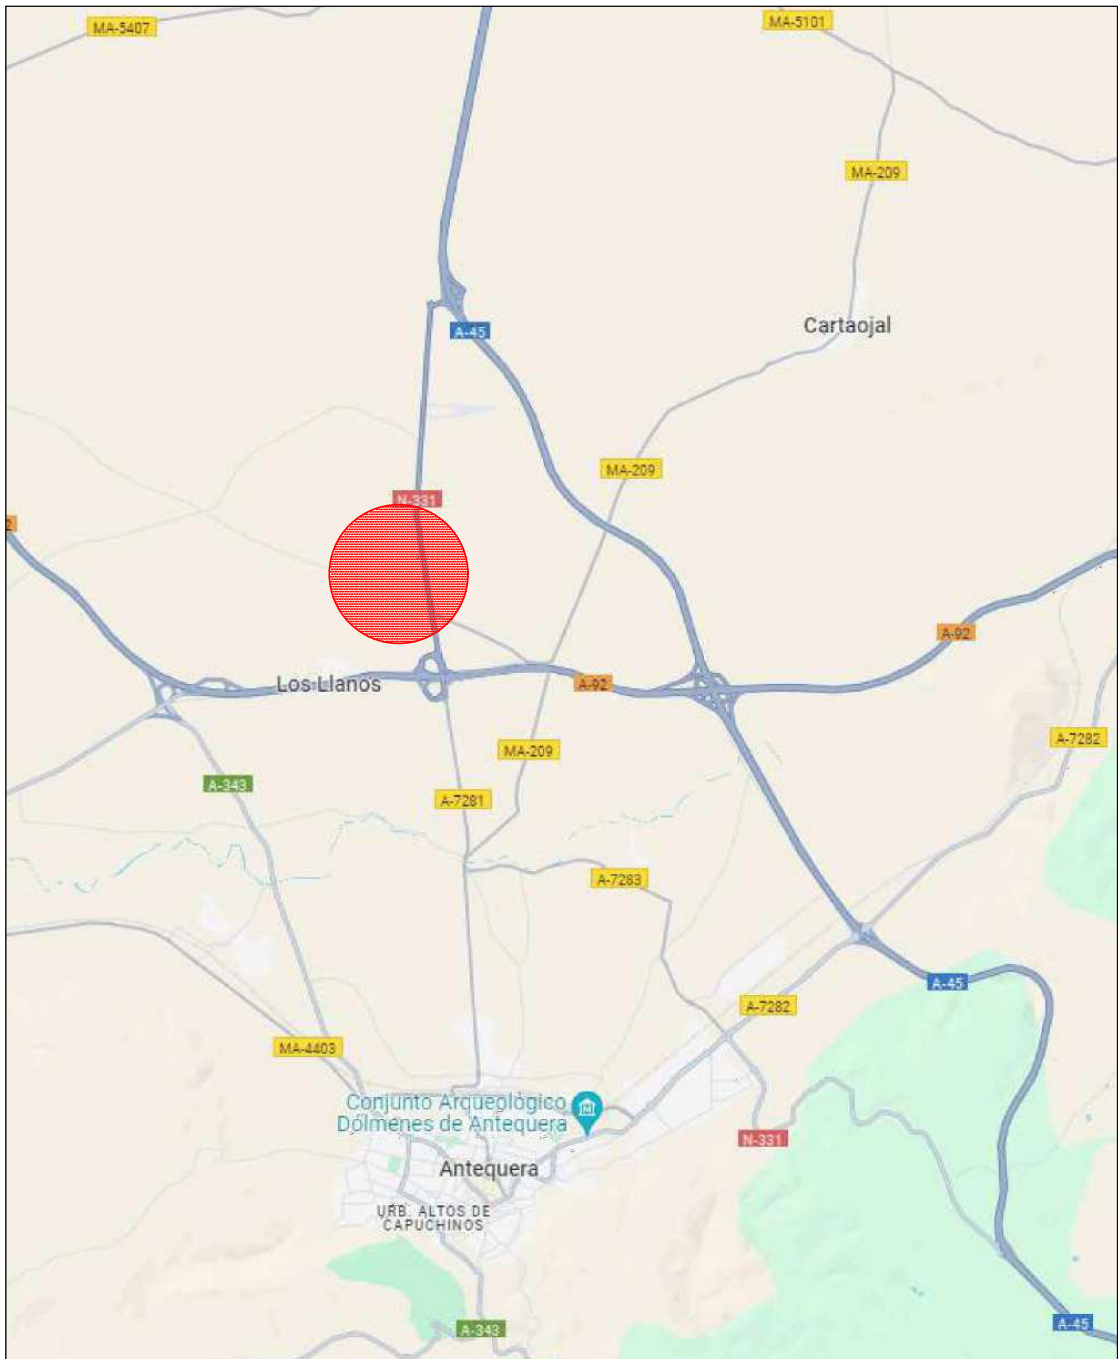 MA-5407
MA-5101
MA-209
Cartaojal
A-45
MA-209
N-331
2
A-92
Los Llanos
A-92
A-7282
MA-209
A-343
A-7281
A-7283
A-45
A-7282
MA-4403
Conjunto Arqueológico
Dólmenes de Antequera
N-331
Antequera
URB. ALTOS DE
CAPUCHINOS
A-343
A-45